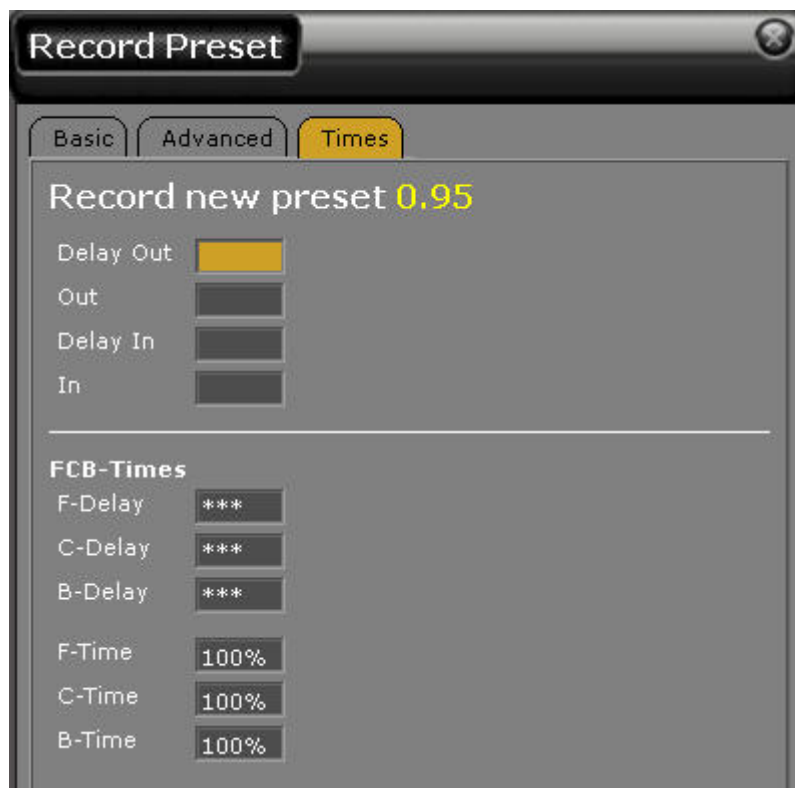 Record Preset
Basic Advanced Times
Record new preset 0.95
Delay Out
Out
Delay In
In
FCB-Times
F-Delay ***
C-Delay ***
B-Delay ***
F-Time 100%
C-Time 100%
B-Time 100%